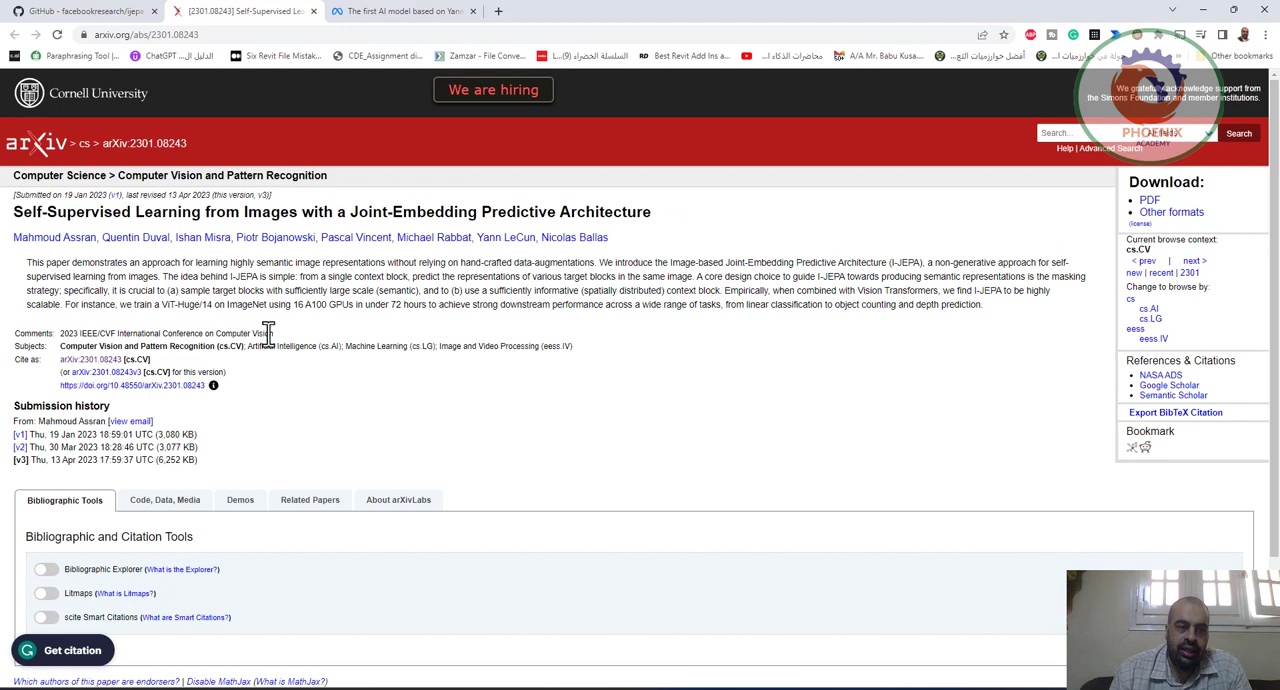 GitHub - facebookresearch/ijepa
[2301.08243] Self-Supervised Lea
The first AI model based on Yann
arxiv.org/abs/2301.08243
Paraphrasing Tool |...
ChatGPT الدليل ال...
Six Revit File Mistak...
CDE_Assignment di...
Zamzar - File Conve...
السلسلة الخضراء (9)...ا
Best Revit Add Ins a...
محاضرات الذكاء ا...
A/A Mr. Babu Kusa...
أفضل خوارزميات التع...
Other bookmarks
Cornell University
We are hiring
We gratefully acknowledge support from
the Simons Foundation and member institutions.
arXiv > cs > arXiv:2301.08243
Search...
Search
PHOENIX
ACADEMY
Help | Advanced Search
Computer Science > Computer Vision and Pattern Recognition
[Submitted on 19 Jan 2023 (v1), last revised 13 Apr 2023 (this version, v3)]
Self-Supervised Learning from Images with a Joint-Embedding Predictive Architecture
Mahmoud Assran, Quentin Duval, Ishan Misra, Piotr Bojanowski, Pascal Vincent, Michael Rabbat, Yann LeCun, Nicolas Ballas
This paper demonstrates an approach for learning highly semantic image representations without relying on hand-crafted data-augmentations. We introduce the Image-based Joint-Embedding Predictive Architecture (I-JEPA), a non-generative approach for self-
supervised learning from images. The idea behind I-JEPA is simple: from a single context block, predict the representations of various target blocks in the same image. A core design choice to guide I-JEPA towards producing semantic representations is the masking
strategy; specifically, it is crucial to (a) sample target blocks with sufficiently large scale (semantic), and to (b) use a sufficiently informative (spatially distributed) context block. Empirically, when combined with Vision Transformers, we find I-JEPA to be highly
scalable. For instance, we train a ViT-Huge/14 on ImageNet using 16 A100 GPUs in under 72 hours to achieve strong downstream performance across a wide range of tasks, from linear classification to object counting and depth prediction.
Comments: 2023 IEEE/CVF International Conference on Computer Vision
Subjects: Computer Vision and Pattern Recognition (cs.CV); Artificial Intelligence (cs.AI); Machine Learning (cs.LG); Image and Video Processing (eess.IV)
Cite as: arXiv:2301.08243 [cs.CV]
(or arXiv:2301.08243v3 [cs.CV] for this version)
https://doi.org/10.48550/arXiv.2301.08243
Submission history
From: Mahmoud Assran [view email]
[v1] Thu, 19 Jan 2023 18:59:01 UTC (3,080 KB)
[v2] Thu, 30 Mar 2023 18:28:46 UTC (3,077 KB)
[v3] Thu, 13 Apr 2023 17:59:37 UTC (6,252 KB)
Download:
PDF
Other formats
(license)
Current browse context:
cs.CV
< prev | next >
new | recent | 2301
Change to browse by:
cs
cs.AI
cs.LG
eess
eess.IV
References & Citations
NASA ADS
Google Scholar
Semantic Scholar
Export BibTeX Citation
Bookmark
Bibliographic Tools
Code, Data, Media
Demos
Related Papers
About arXivLabs
Bibliographic and Citation Tools
Bibliographic Explorer (What is the Explorer?)
Litmaps (What is Litmaps?)
scite Smart Citations (What are Smart Citations?)
Get citation
Which authors of this paper are endorsers? | Disable MathJax (What is MathJax?)